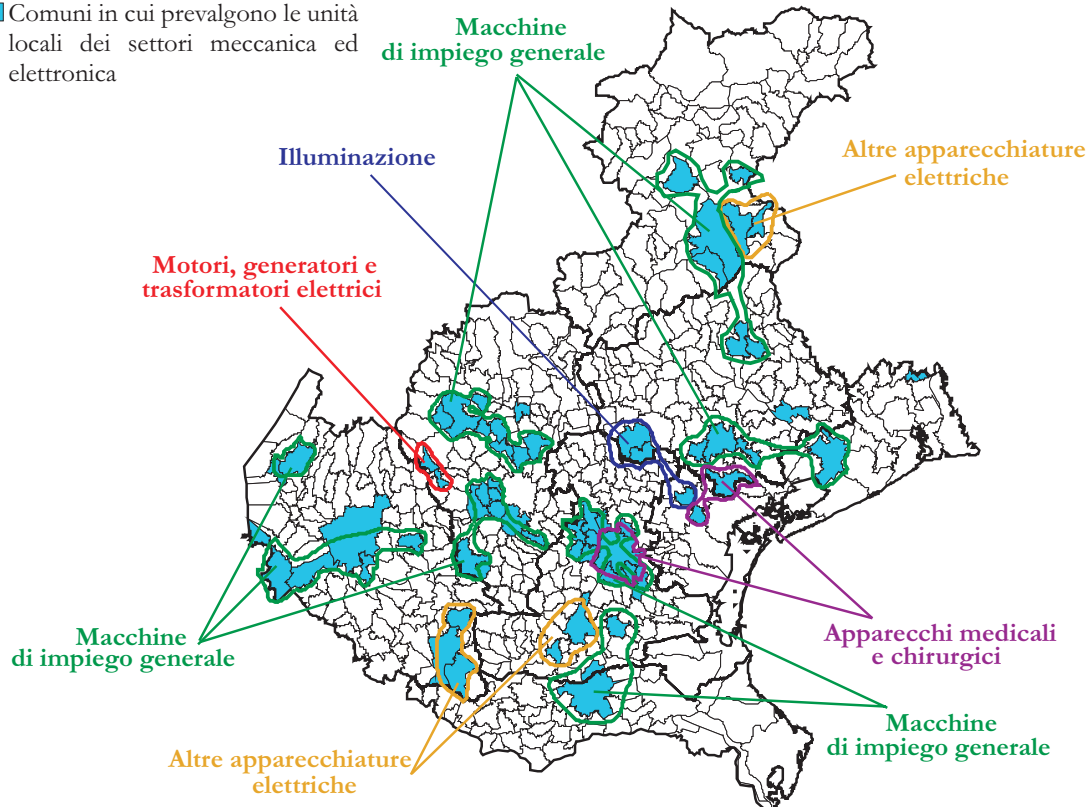 Comuni in cui prevalgono le unità
locali dei settori meccanica ed
elettronica
Macchine
di impiego generale
Illuminazione
Altre apparecchiature
elettriche
Motori, generatori e
trasformatori elettrici
Macchine
di impiego generale
Apparecchi medicali
e chirurgici
Macchine
di impiego generale
Altre apparecchiature
elettriche